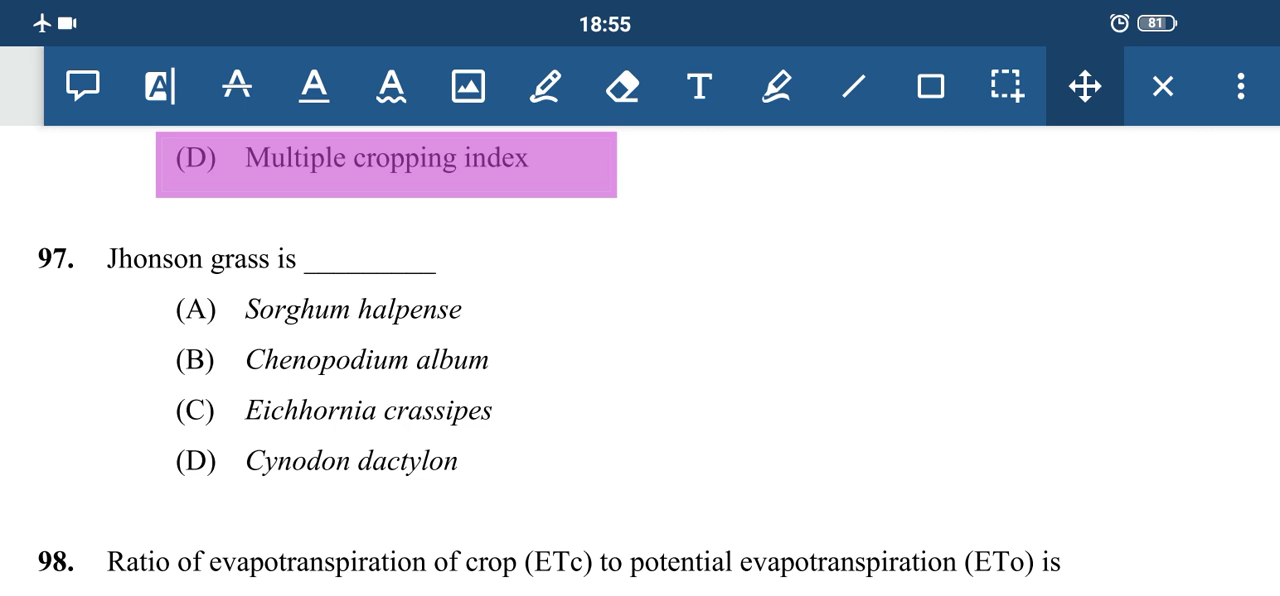 18:55
81
(D) Multiple cropping index
97. Jhonson grass is _________
(A) Sorghum halpense
(B) Chenopodium album
(C) Eichhornia crassipes
(D) Cynodon dactylon
98. Ratio of evapotranspiration of crop (ETc) to potential evapotranspiration (ETo) is